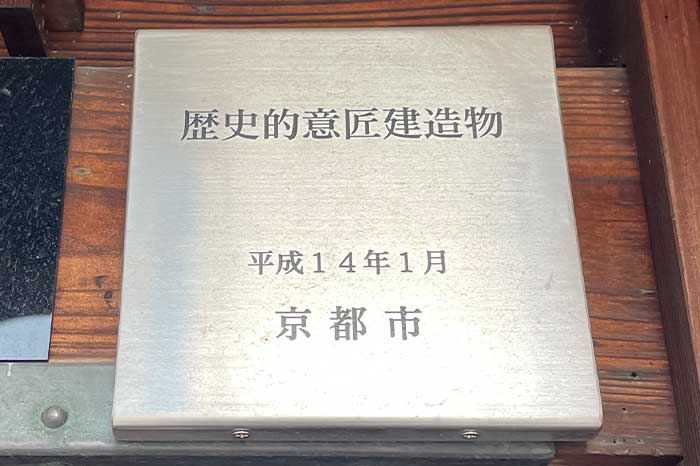 歴史的意匠建造物
平成１４年１月
京都市